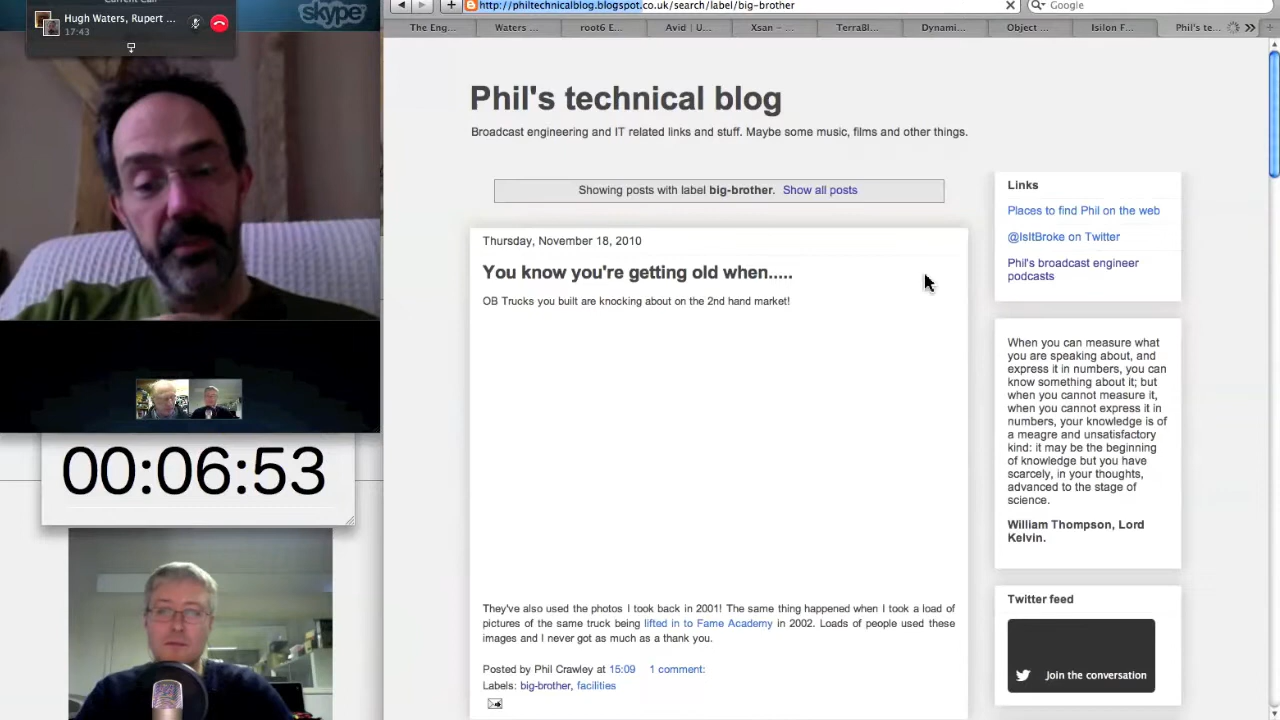 Current Call
Hugh Waters, Rupert ...
17:43
skype
http://philtechnicalblog.blogspot.co.uk/search/label/big-brother
Google
The Eng...
Waters ...
root6 E...
Avid | U...
Xsan – ...
TerraBl...
Dynami...
Object ...
Isilon F...
Phil's te...
Phil's technical blog
Broadcast engineering and IT related links and stuff. Maybe some music, films and other things.
Showing posts with label big-brother. Show all posts
Thursday, November 18, 2010
You know you're getting old when.....
OB Trucks you built are knocking about on the 2nd hand market!
They've also used the photos I took back in 2001! The same thing happened when I took a load of
pictures of the same truck being lifted in to Fame Academy in 2002. Loads of people used these
images and I never got as much as a thank you.
Posted by Phil Crawley at 15:09 1 comment:
Labels: big-brother, facilities
Links
Places to find Phil on the web
@IsItBroke on Twitter
Phil's broadcast engineer
podcasts
When you can measure what
you are speaking about, and
express it in numbers, you can
know something about it; but
when you cannot measure it,
when you cannot express it in
numbers, your knowledge is of
a meagre and unsatisfactory
kind: it may be the beginning
of knowledge but you have
scarcely, in your thoughts,
advanced to the stage of
science.
William Thompson, Lord
Kelvin.
Twitter feed
Join the conversation
00:06:53